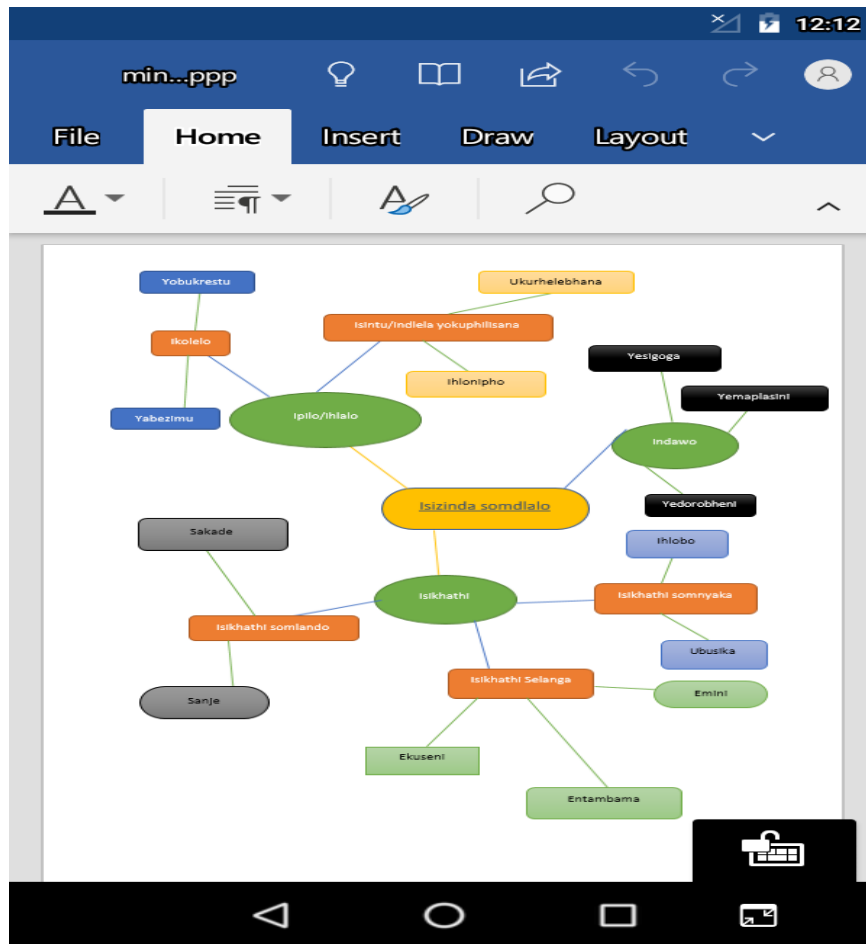 12:12
min...ppp
File
Home
Insert
Draw
Layout
Yobukrestu
Ukurhelebhana
Isintu/indlela yokuphilisana
Ikolelo
Yesigoga
Ihlonipho
Yemaplasini
Yabezimu
Ipilo/Ihlalo
Indawo
Isizinda somdlalo
Yedorobheni
Sakade
Ihlobo
Isikhathi
Isikhathi somnyaka
Isikhathi somlando
Ubusika
Isikhathi Selanga
Emini
Sanje
Ekuseni
Entambama